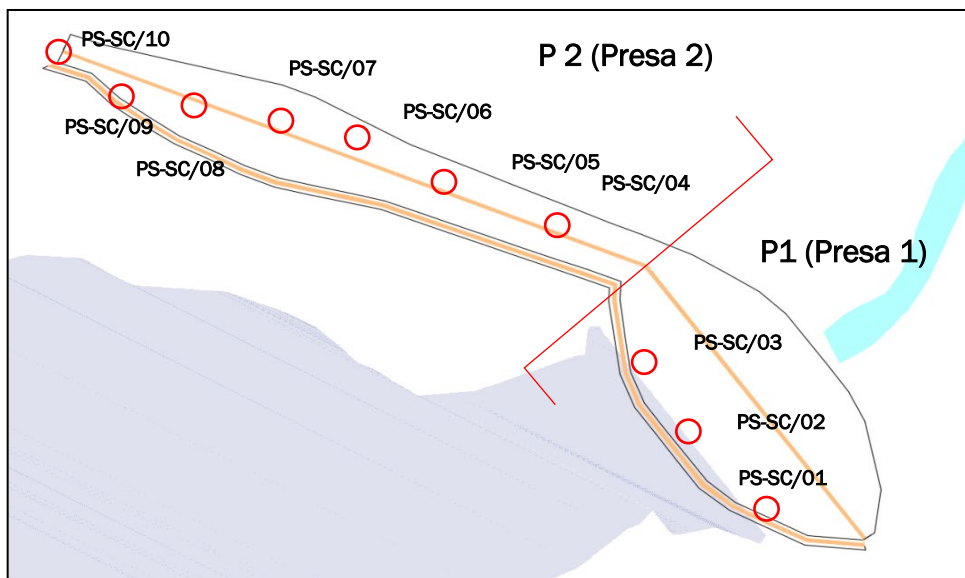 PS-SC/10
PS-SC/07
P 2 (Presa 2)
PS-SC/06
PS-SC/09
PS-SC/05
PS-SC/08
PS-SC/04
P1 (Presa 1)
PS-SC/03
PS-SC/02
PS-SC/01